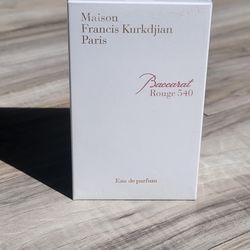 Maison
Francis Kurkdjian
Paris
Baccarat
Rouge 540
Eau de parfum